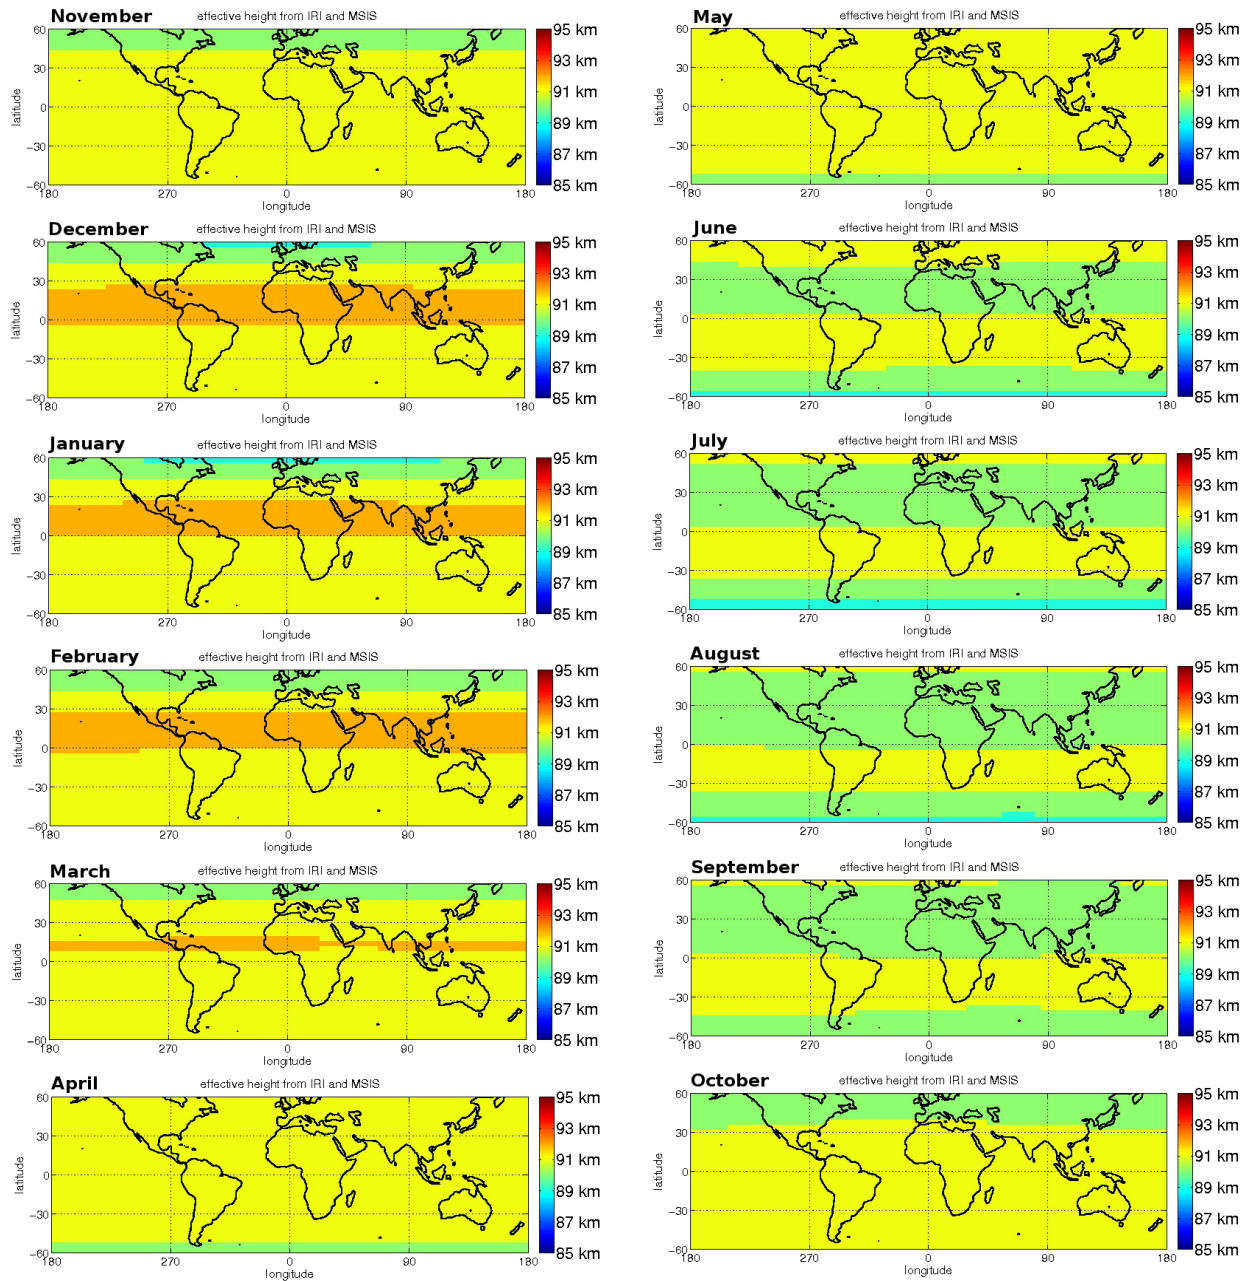 November effective height from IRI and MSIS
60 95 km
93 km
30
91 km
latitude 0
89 km
−30
87 km
−60 85 km
180 270 0 90 180
longitude
December effective height from IRI and MSIS
60 95 km
93 km
30
91 km
latitude 0
89 km
−30
87 km
−60 85 km
180 270 0 90 180
longitude
January effective height from IRI and MSIS
60 95 km
93 km
30
91 km
latitude 0
89 km
−30
87 km
−60 85 km
180 270 0 90 180
longitude
February effective height from IRI and MSIS
60 95 km
93 km
30
91 km
latitude 0
89 km
−30
87 km
−60 85 km
180 270 0 90 180
longitude
March effective height from IRI and MSIS
60 95 km
93 km
30
91 km
latitude 0
89 km
−30
87 km
−60 85 km
180 270 0 90 180
longitude
April effective height from IRI and MSIS
60 95 km
93 km
30
91 km
latitude 0
89 km
−30
87 km
−60 85 km
180 270 0 90 180
longitude
May effective height from IRI and MSIS
60 95 km
93 km
30
91 km
latitude 0
89 km
−30
87 km
−60 85 km
180 270 0 90 180
longitude
June effective height from IRI and MSIS
60 95 km
93 km
30
91 km
latitude 0
89 km
−30
87 km
−60 85 km
180 270 0 90 180
longitude
July effective height from IRI and MSIS
60 95 km
93 km
30
91 km
latitude 0
89 km
−30
87 km
−60 85 km
180 270 0 90 180
longitude
August effective height from IRI and MSIS
60 95 km
93 km
30
91 km
latitude 0
89 km
−30
87 km
−60 85 km
180 270 0 90 180
longitude
September effective height from IRI and MSIS
60 95 km
93 km
30
91 km
latitude 0
89 km
−30
87 km
−60 85 km
180 270 0 90 180
longitude
October effective height from IRI and MSIS
60 95 km
93 km
30
91 km
latitude 0
89 km
−30
87 km
−60 85 km
180 270 0 90 180
longitude